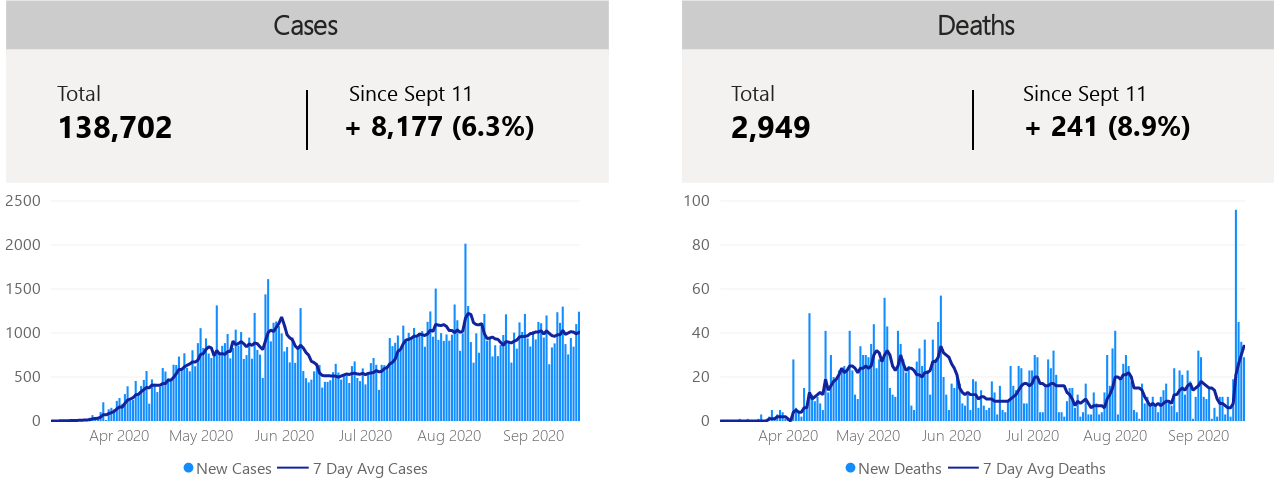 Cases
Total
138,702
Since Sept 11
+ 8,177 (6.3%)
2500
2000
1500
1000
500
0
Apr 2020 May 2020 Jun 2020 Jul 2020 Aug 2020 Sep 2020
New Cases 7 Day Avg Cases
Deaths
Total
2,949
Since Sept 11
+ 241 (8.9%)
100
80
60
40
20
0
Apr 2020 May 2020 Jun 2020 Jul 2020 Aug 2020 Sep 2020
New Deaths 7 Day Avg Deaths